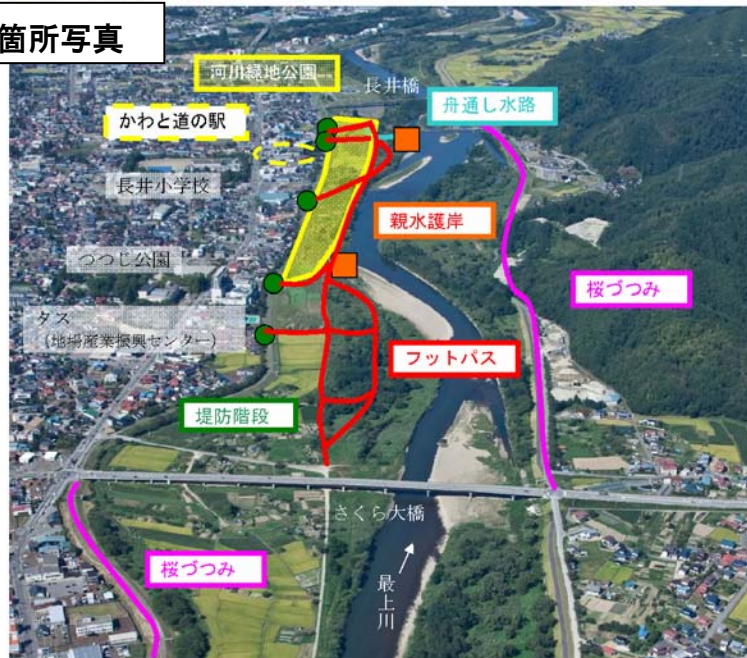 箇所写真
河川緑地公園
長井橋
舟通し水路
かわと道の駅
長井小学校
親水護岸
つつじ公園
桜づつみ
タス
(地場産業振興センター)
フットパス
堤防階段
さくら大橋
桜づつみ
最上川